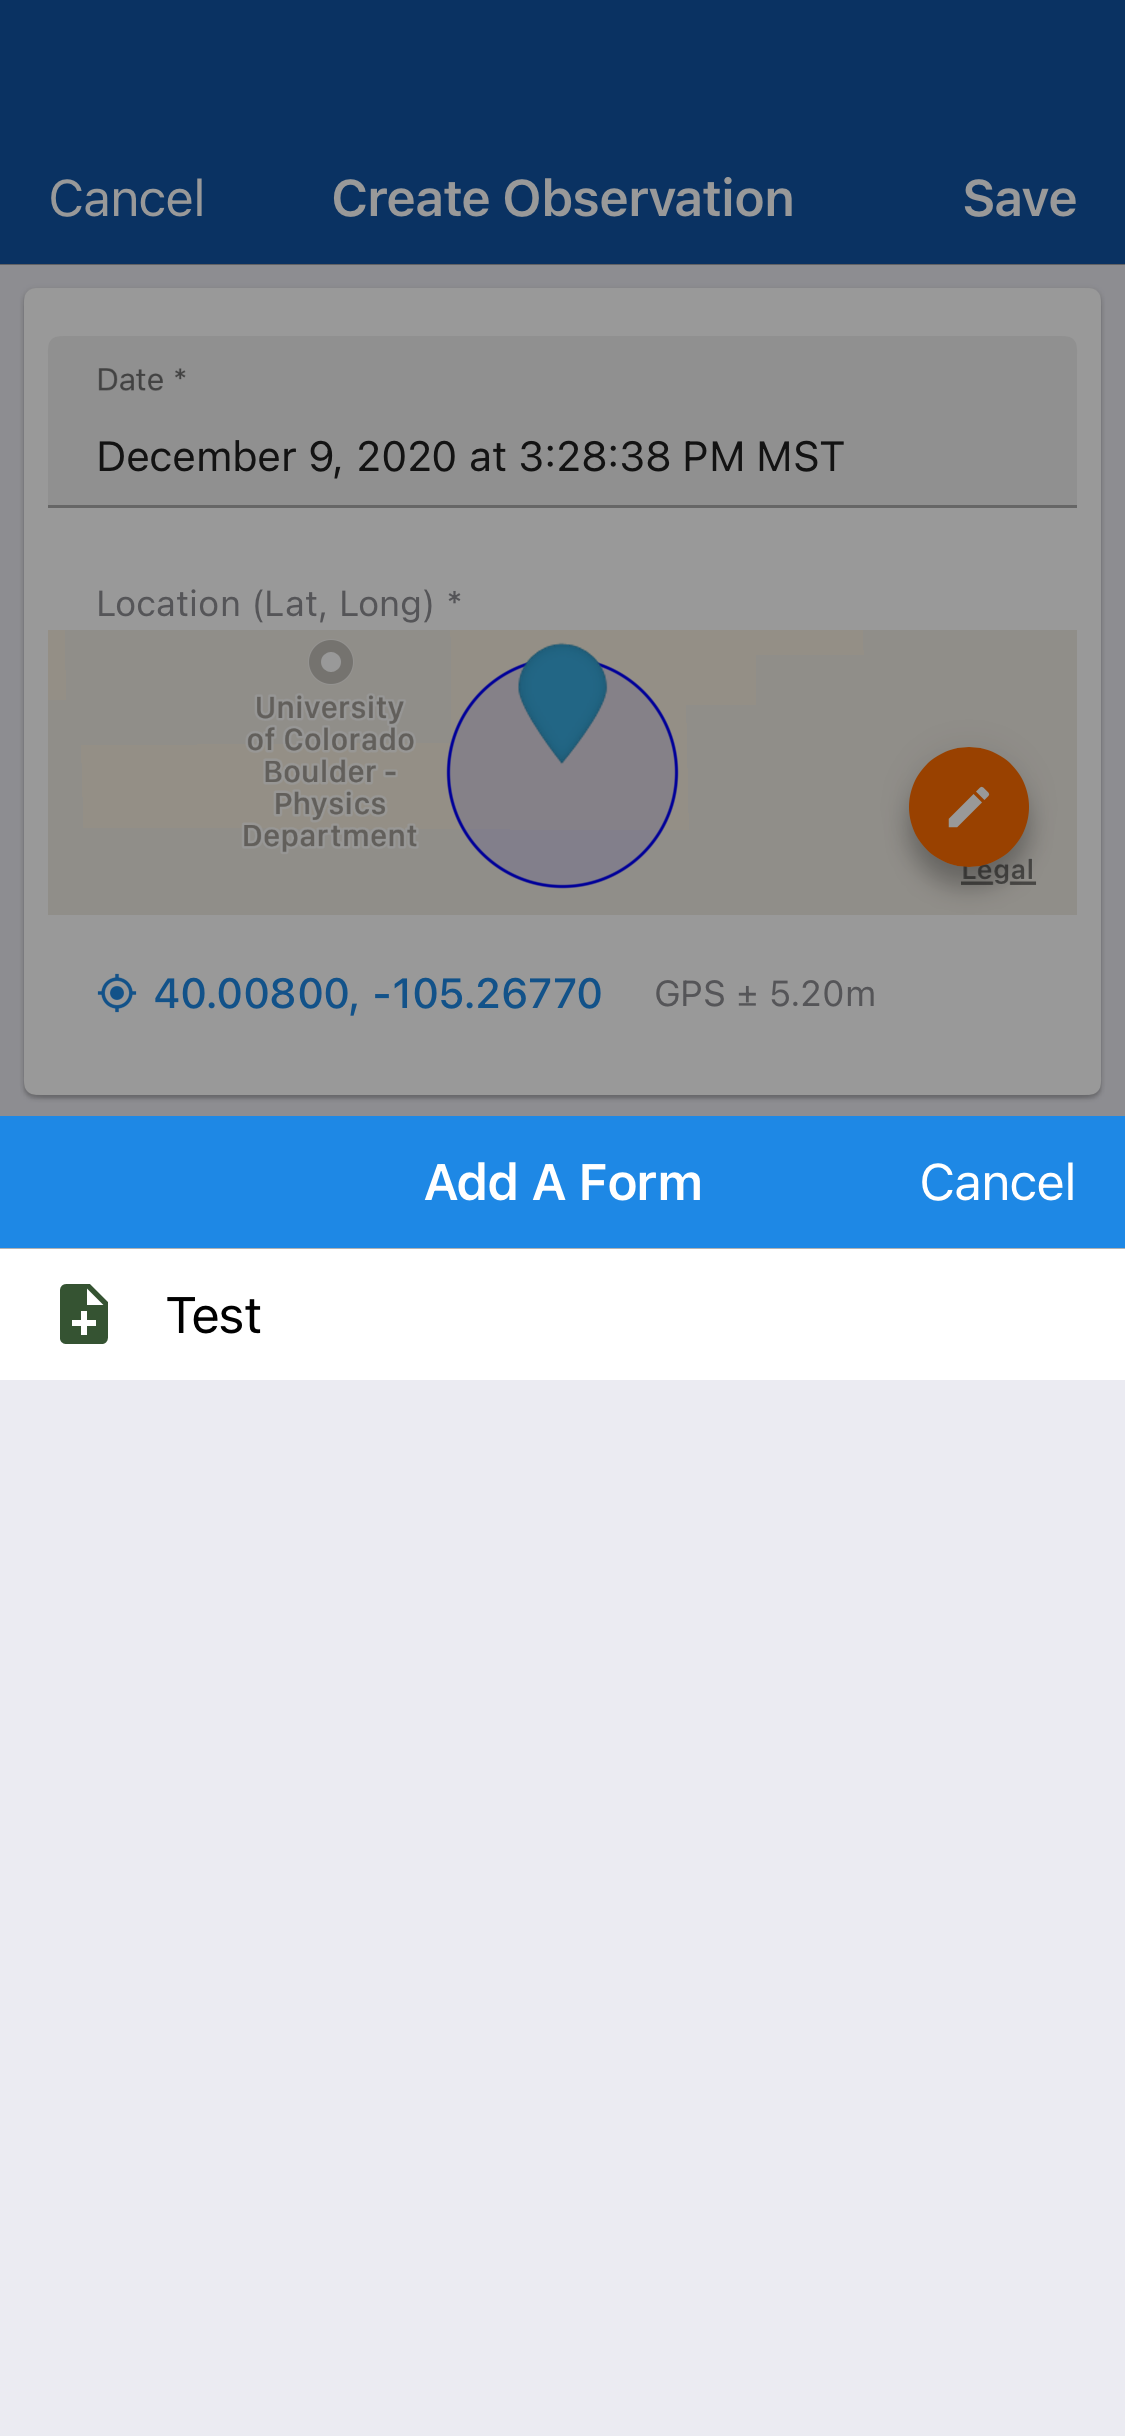 Cancel Create Observation Save
Date *
December 9, 2020 at 3:28:38 PM MST
Location (Lat, Long) *
University
of Colorado
Boulder -
Physics
Department
Legal
40.00800, -105.26770 GPS ± 5.20m
Add A Form Cancel
Test